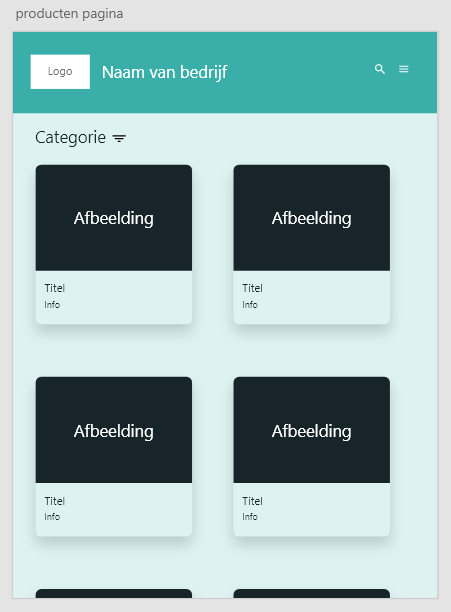 producten pagina
Logo
Naam van bedrijf
Categorie
Afbeelding
Afbeelding
Titel
Info
Titel
Info
Afbeelding
Afbeelding
Titel
Info
Titel
Info